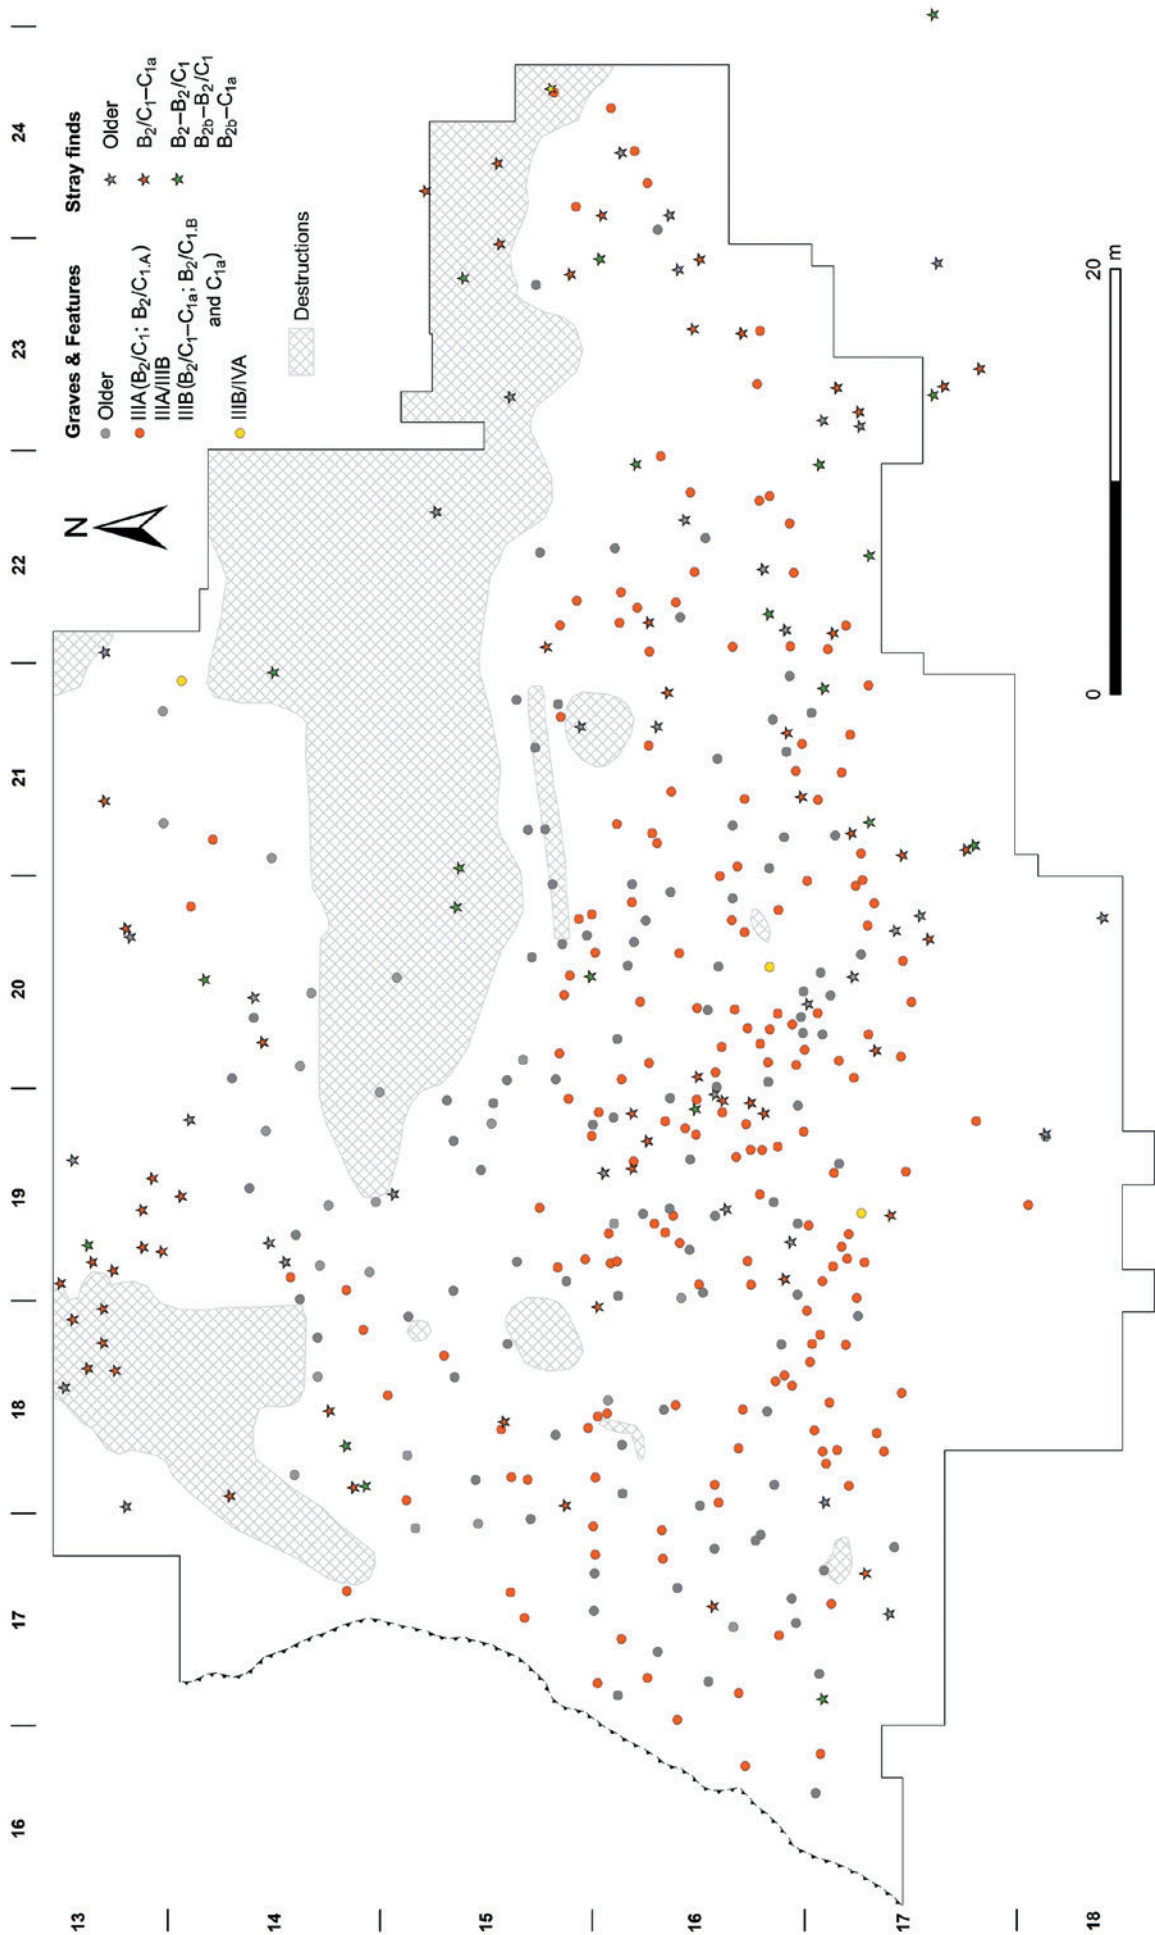 16
17
18
19
20
21
22
23
24
13
14
15
16
17
18
N
Graves & Features
Older
IIIA(B₂/C₁; B₂/C₁.ₐ)
IIIA/IIIB
IIIB(B₂/C₁–C₁ₐ; B₂/C₁.B
and C₁ₐ)
IIIB/IVA
Stray finds
Older
B₂/C₁–C₁ₐ
B₂–B₂/C₁
B₂b–B₂/C₁
B₂b–C₁ₐ
Destructions
0
20 m